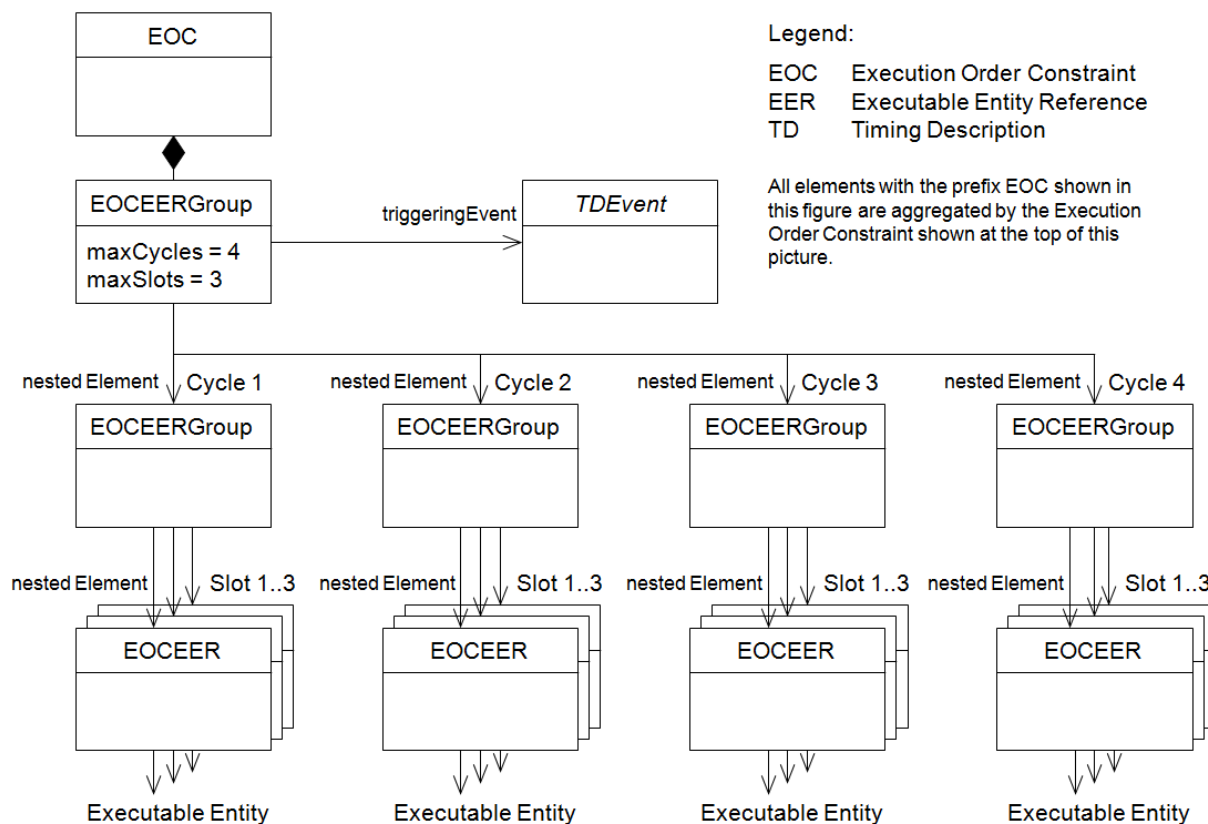 EOC
Legend:
EOC Execution Order Constraint
EER Executable Entity Reference
TD Timing Description
All elements with the prefix EOC shown in
this figure are aggregated by the Execution
Order Constraint shown at the top of this
picture.
EOCEERGroup
maxCycles = 4
maxSlots = 3
triggeringEvent
TDEvent
nested Element Cycle 1 nested Element Cycle 2 nested Element Cycle 3 nested Element Cycle 4
EOCEERGroup EOCEERGroup EOCEERGroup EOCEERGroup
nested Element Slot 1..3 nested Element Slot 1..3 nested Element Slot 1..3 nested Element Slot 1..3
EOCEER EOCEER EOCEER EOCEER
Executable Entity Executable Entity Executable Entity Executable Entity